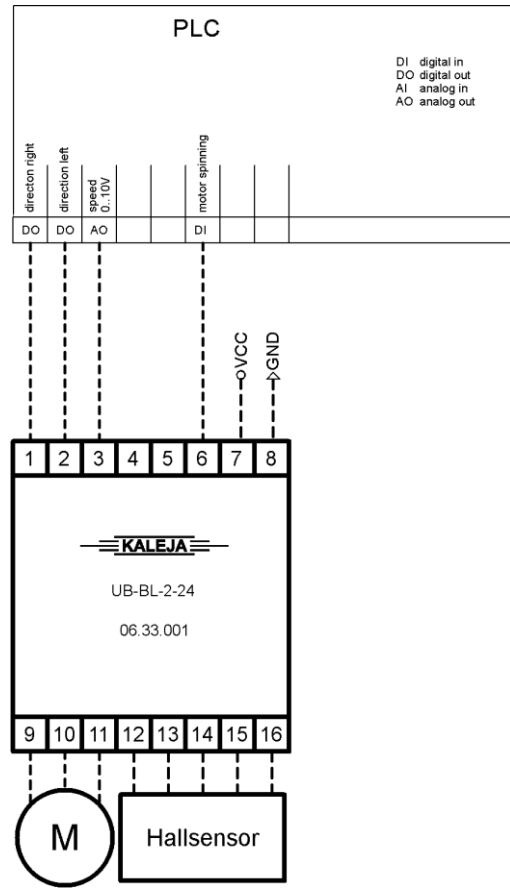 PLC
DI digital in
DO digital out
AI analog in
AO analog out
directon right
direction left
speed
0..10V
motor spinning
DO DO AO DI
VCC
GND
1 2 3 4 5 6 7 8
KALEJA
UB-BL-2-24
06.33.001
9 10 11 12 13 14 15 16
M
Hallsensor